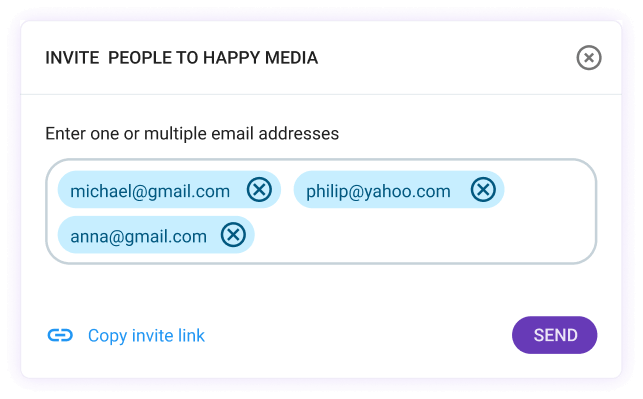 INVITE PEOPLE TO HAPPY MEDIA
Enter one or multiple email addresses
michael@gmail.com philip@yahoo.com
anna@gmail.com
Copy invite link SEND